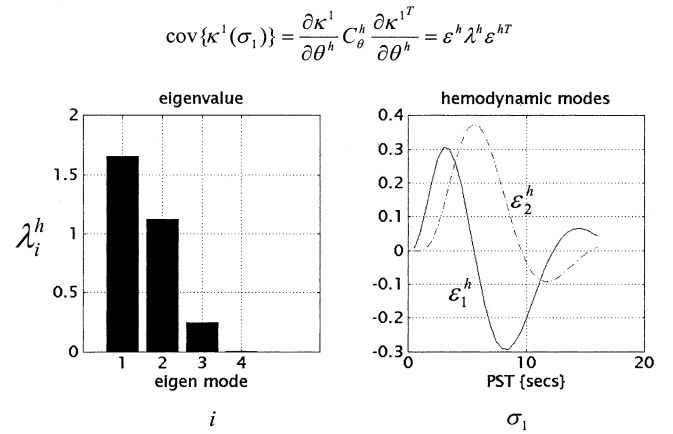 cov{κ¹(σ₁)} = ∂κ¹/∂θʰ C_θʰ ∂κ¹ᵀ/∂θʰ = εʰλʰεʰᵀ
eigenvalue
2
1.5
1
0.5
0
λᵢʰ
1 2 3 4
eigen mode
i
hemodynamic modes
0.4
0.3
0.2
0.1
0
-0.1
-0.2
-0.3
ε₂ʰ
ε₁ʰ
0 10 20
PST {secs}
σ₁